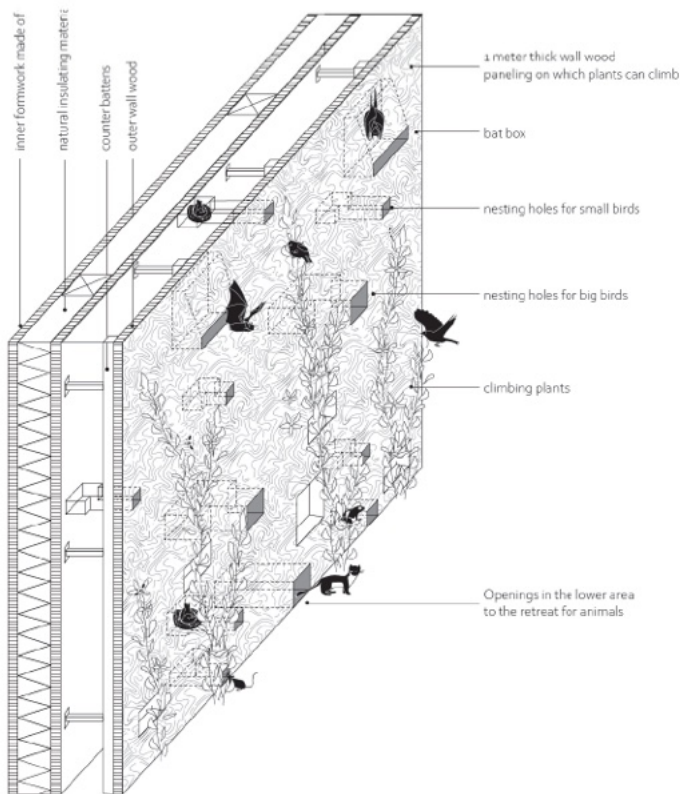 inner formwork made of
natural insulating materia
counter battens
outer wall wood
1 meter thick wall wood
paneling on which plants can climb
bat box
nesting holes for small birds
nesting holes for big birds
climbing plants
Openings in the lower area
to the retreat for animals